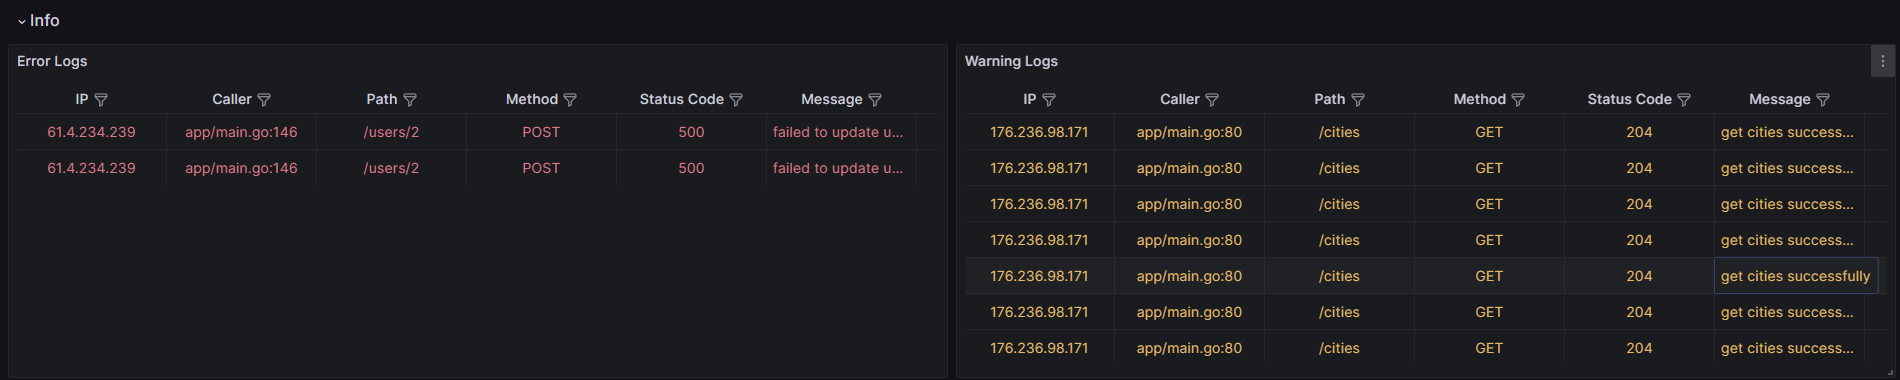 Info
Error Logs
IP Caller Path Method Status Code Message
61.4.234.239 app/main.go:146 /users/2 POST 500 failed to update u...
61.4.234.239 app/main.go:146 /users/2 POST 500 failed to update u...
Warning Logs
IP Caller Path Method Status Code Message
176.236.98.171 app/main.go:80 /cities GET 204 get cities success...
176.236.98.171 app/main.go:80 /cities GET 204 get cities success...
176.236.98.171 app/main.go:80 /cities GET 204 get cities success...
176.236.98.171 app/main.go:80 /cities GET 204 get cities success...
176.236.98.171 app/main.go:80 /cities GET 204 get cities successfully
176.236.98.171 app/main.go:80 /cities GET 204 get cities success...
176.236.98.171 app/main.go:80 /cities GET 204 get cities success...